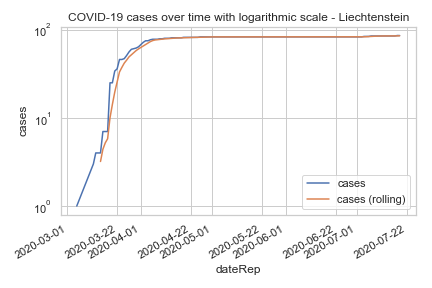 COVID-19 cases over time with logarithmic scale - Liechtenstein
10²
10¹
10⁰
cases
cases
cases (rolling)
2020-03-01
2020-03-22
2020-04-01
2020-04-22
2020-05-01
2020-05-22
2020-06-01
2020-06-22
2020-07-01
2020-07-22
dateRep